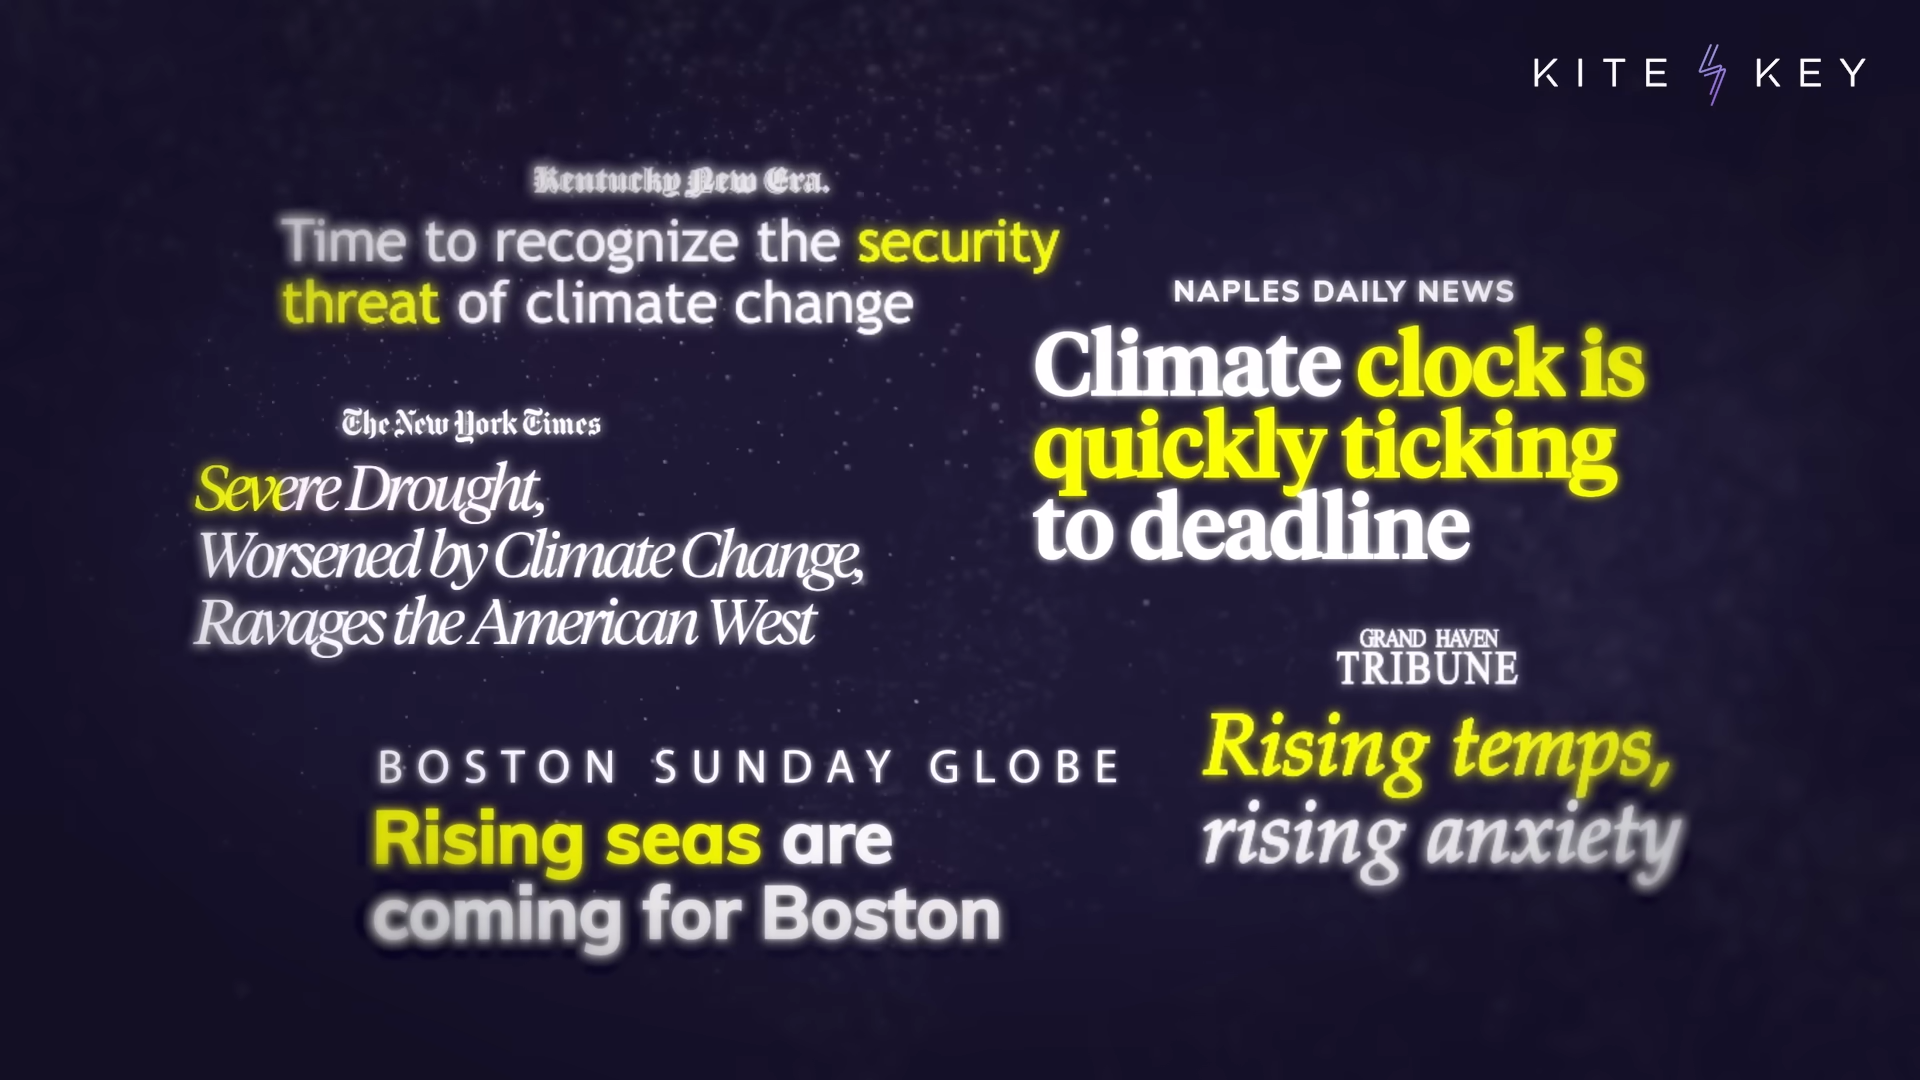 KITE KEY
Kentucky New Era.
Time to recognize the security
threat of climate change
NAPLES DAILY NEWS
Climate clock is
quickly ticking
to deadline
The New York Times
Severe Drought,
Worsened by Climate Change,
Ravages the American West
GRAND HAVEN
TRIBUNE
Rising temps,
rising anxiety
BOSTON SUNDAY GLOBE
Rising seas are
coming for Boston